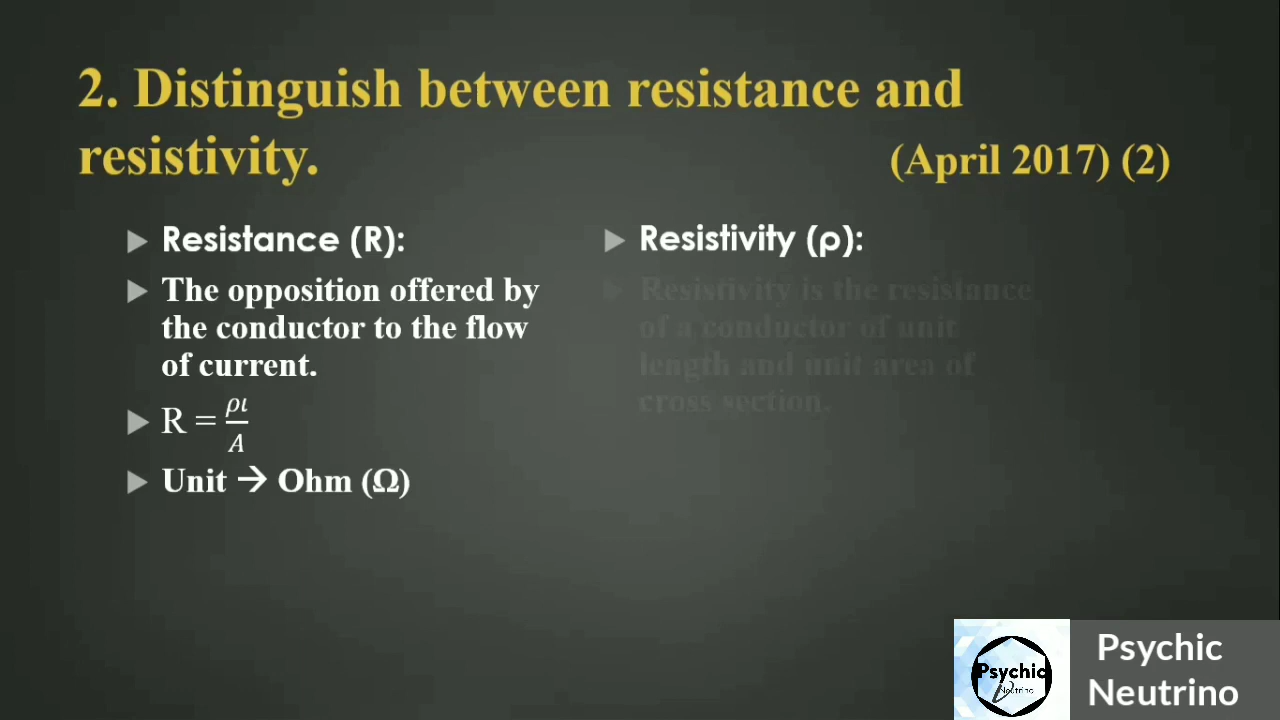 2. Distinguish between resistance and
resistivity. (April 2017) (2)
Resistance (R):
The opposition offered by
the conductor to the flow
of current.
R = ρι/A
Unit → Ohm (Ω)
Resistivity (ρ):
Resistivity is the resistance
of a conductor of unit
length and unit area of
cross section.
Psychic
Neutrino
Psychic
Neutrino